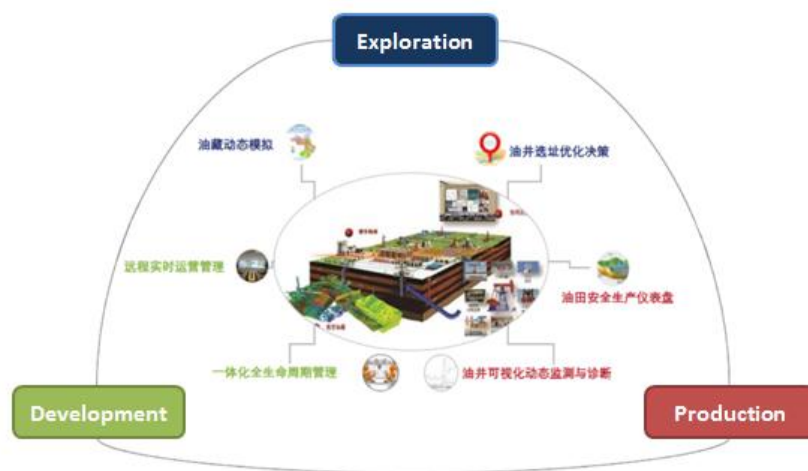 Exploration
油藏动态模拟
油井选址优化决策
远程实时运营管理
油田安全生产仪表盘
一体化全生命周期管理
油井可视化动态监测与诊断
Development
Production